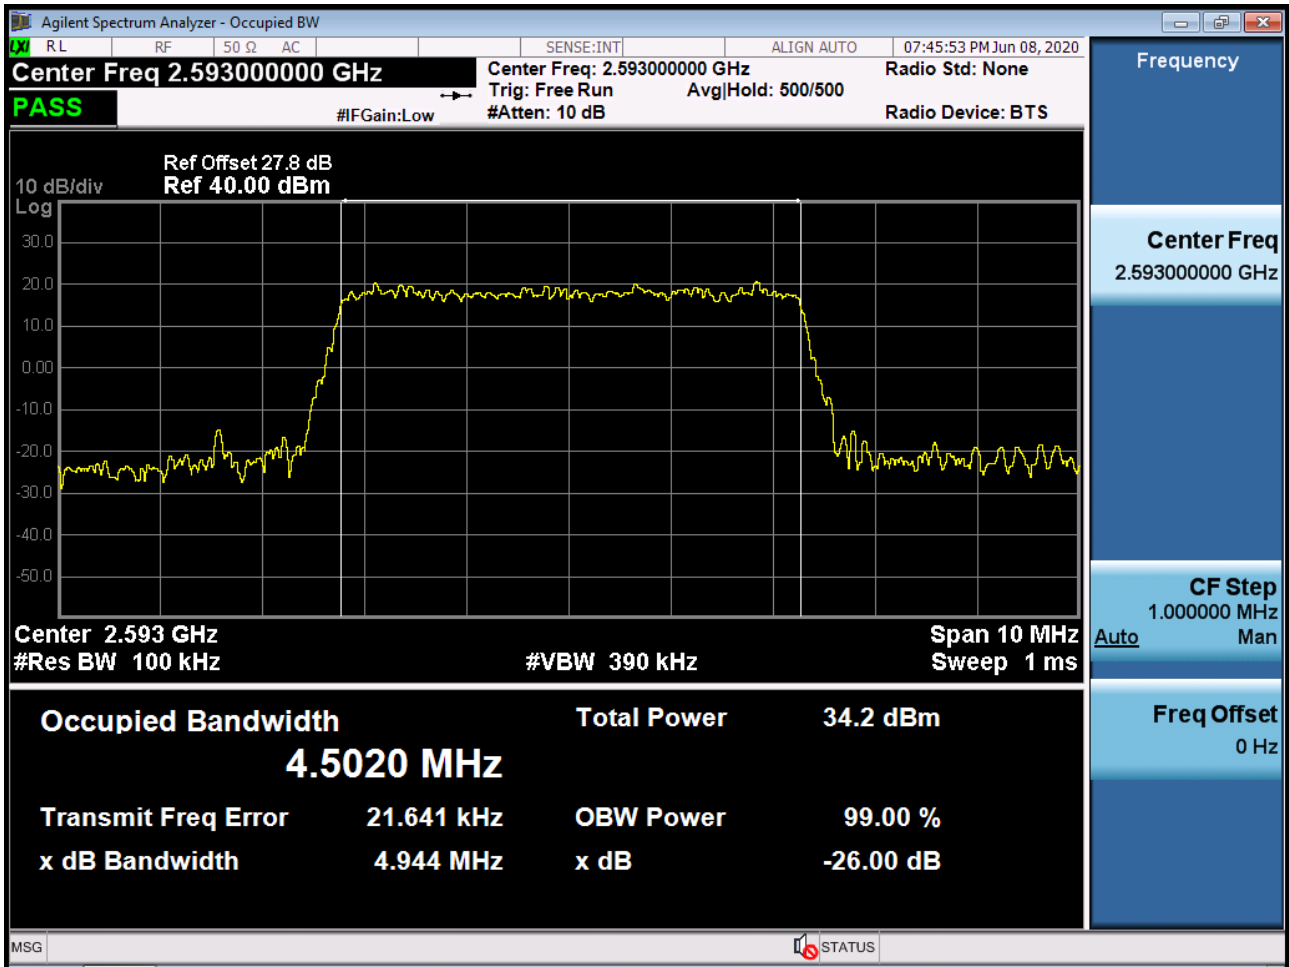 Agilent Spectrum Analyzer - Occupied BW
LXI RL RF 50 Ω AC SENSE:INT ALIGN AUTO 07:45:53 PM Jun 08, 2020
Center Freq 2.593000000 GHz
PASS
#IFGain:Low
Center Freq: 2.593000000 GHz
Trig: Free Run Avg|Hold: 500/500
#Atten: 10 dB
Radio Std: None
Radio Device: BTS
Ref Offset 27.8 dB
10 dB/div Ref 40.00 dBm
Log
30.0
20.0
10.0
0.00
-10.0
-20.0
-30.0
-40.0
-50.0
Center 2.593 GHz Span 10 MHz
#Res BW 100 kHz #VBW 390 kHz Sweep 1 ms
Occupied Bandwidth Total Power 34.2 dBm
4.5020 MHz
Transmit Freq Error 21.641 kHz OBW Power 99.00 %
x dB Bandwidth 4.944 MHz x dB -26.00 dB
Frequency
Center Freq
2.593000000 GHz
CF Step
1.000000 MHz
Auto Man
Freq Offset
0 Hz
MSG STATUS